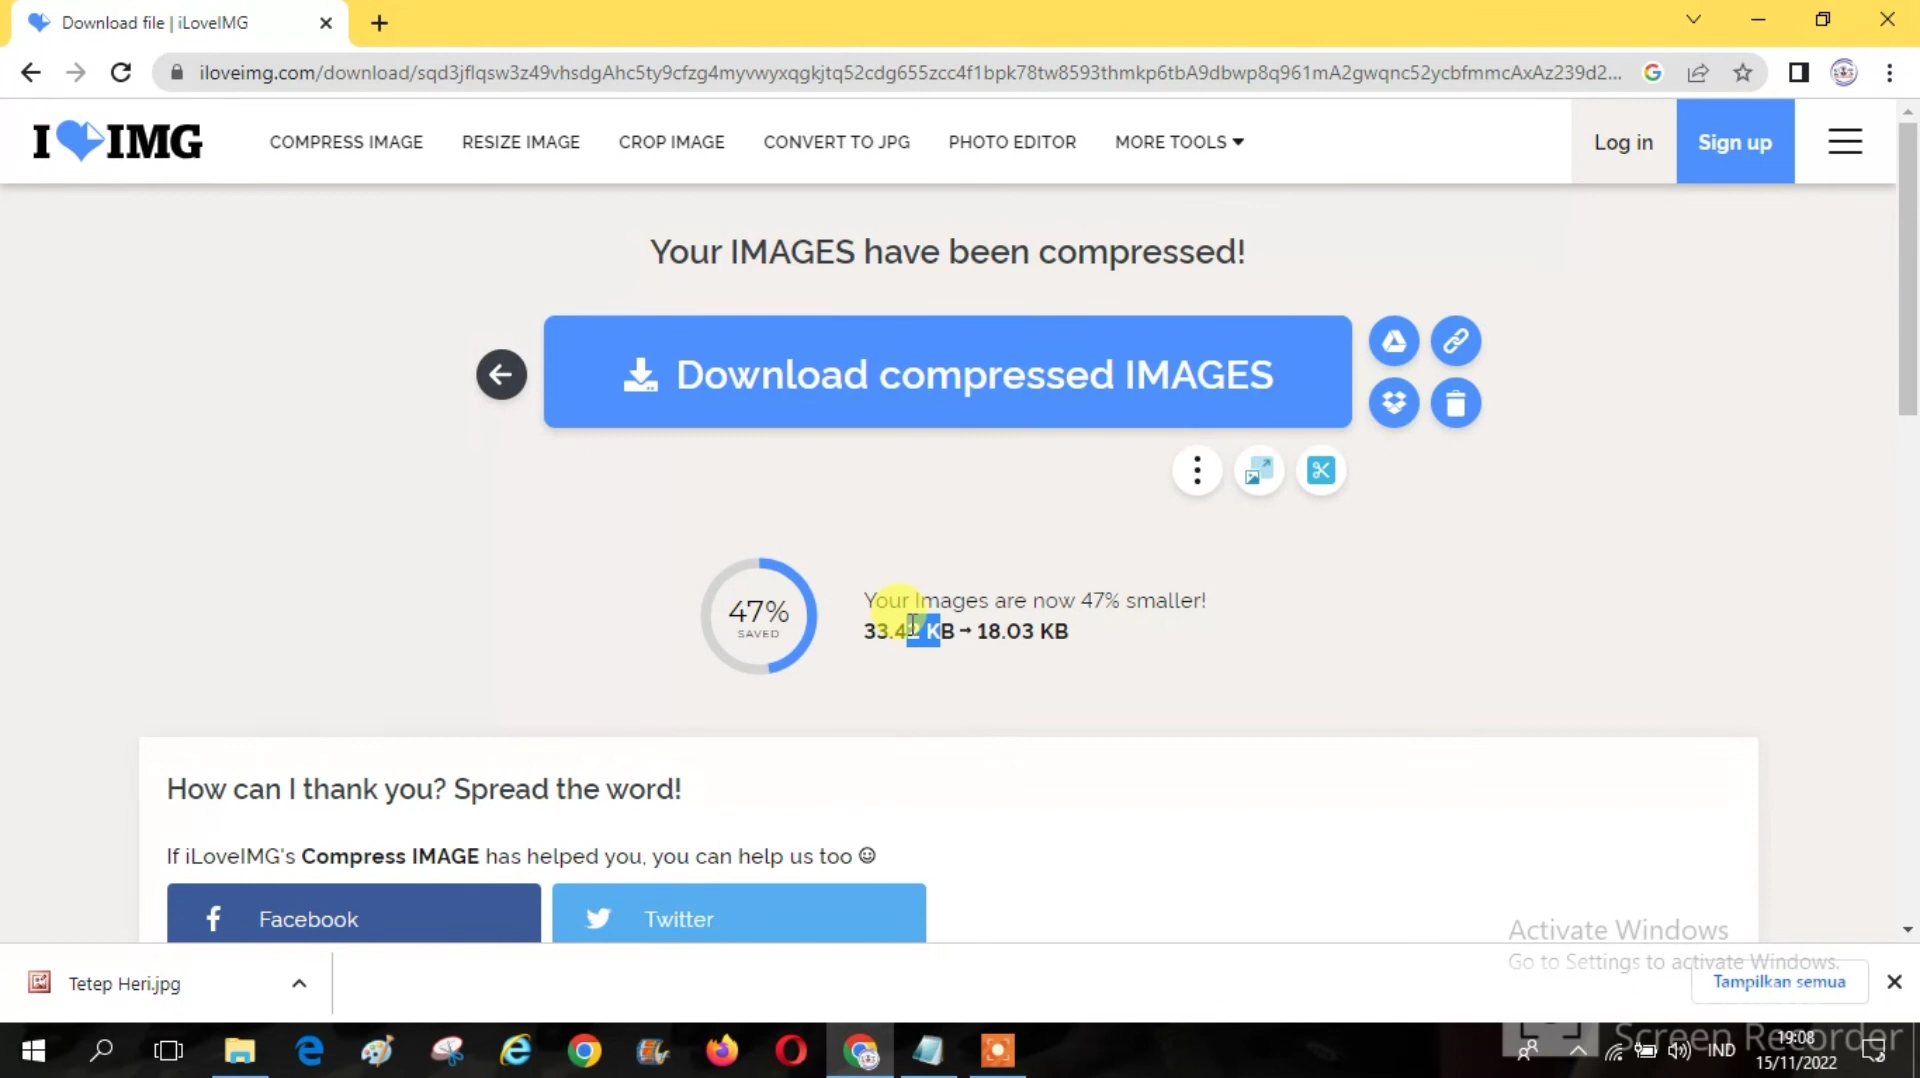 Download file | iLoveIMG
iloveimg.com/download/sqd3jflqsw3z49vhsdgAhc5ty9cfzg4myvwyxqgkjtq52cdg655zcc4f1bpk78tw8593thmkp6tbA9dbwp8q961mA2gwqnc52ycbfmmcAxAz239d2...
I IMG
COMPRESS IMAGE RESIZE IMAGE CROP IMAGE CONVERT TO JPG PHOTO EDITOR MORE TOOLS
Log in
Sign up
Your IMAGES have been compressed!
Download compressed IMAGES
47%
SAVED
Your Images are now 47% smaller!
33.42 KB → 18.03 KB
How can I thank you? Spread the word!
If iLoveIMG's Compress IMAGE has helped you, you can help us too ☺
Facebook
Twitter
Activate Windows
Go to Settings to activate Windows.
Tetep Heri.jpg
Tampilkan semua
Screen Recorder
IND
19:08
15/11/2022